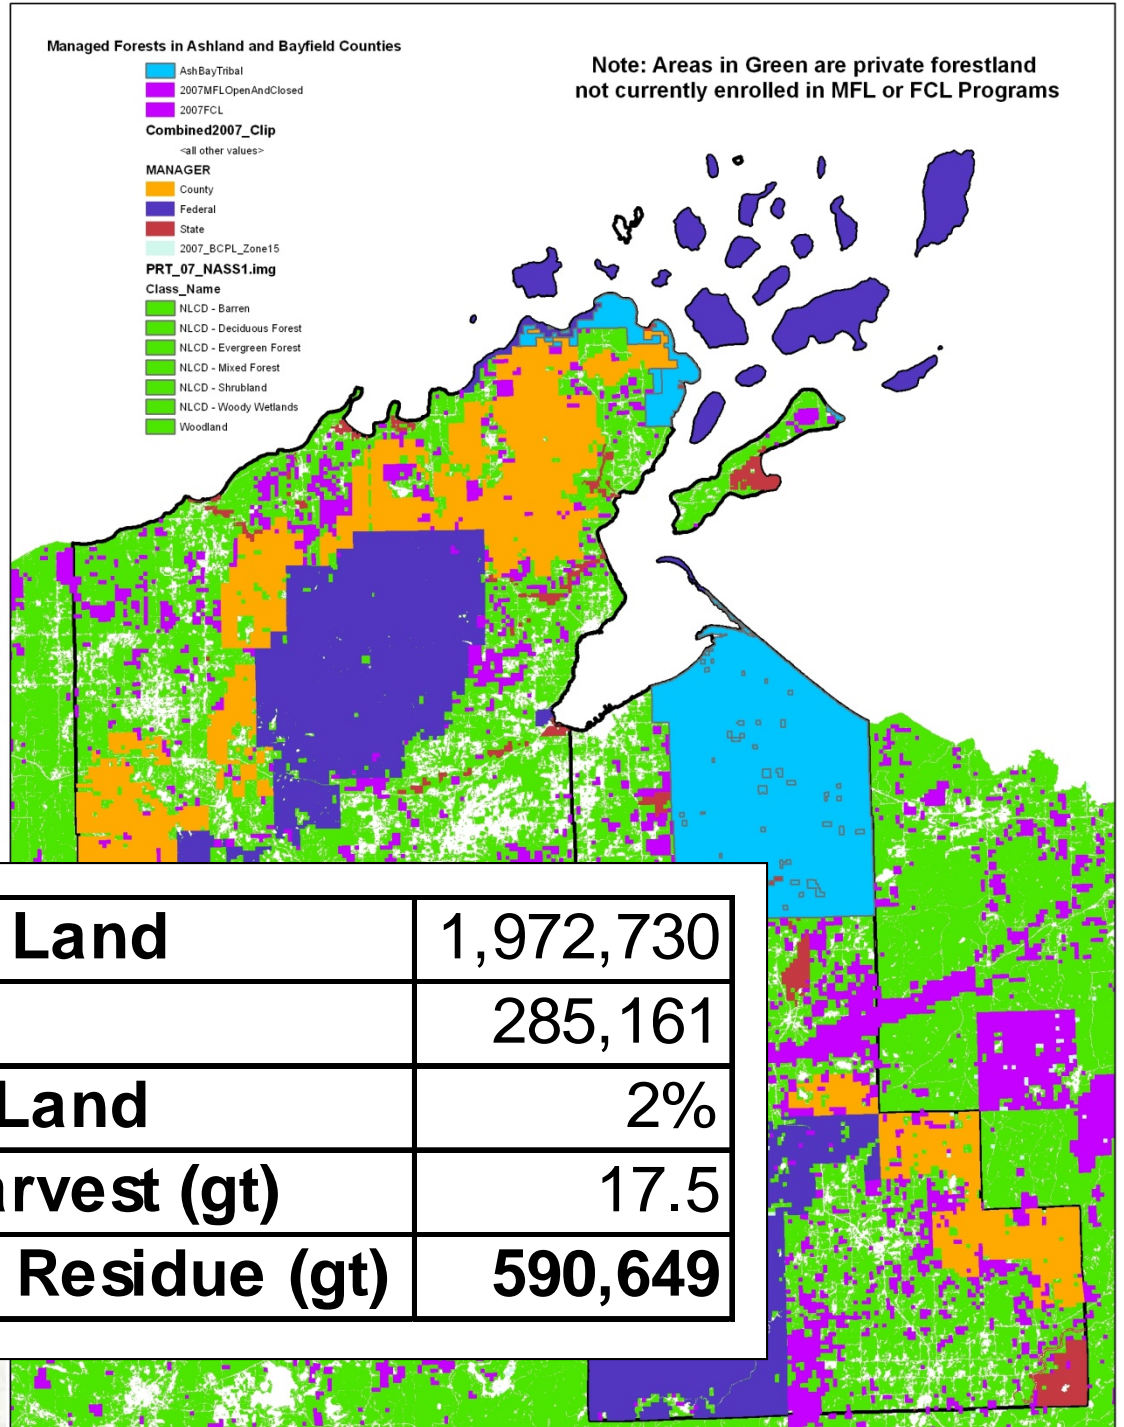 Managed Forests in Ashland and Bayfield Counties
AshBayTribal
2007MFLOpenAndClosed
2007FCL
Combined2007_Clip
<all other values>
MANAGER
County
Federal
State
2007_BCPL_Zone15
PRT_07_NASS1.img
Class_Name
NLCD - Barren
NLCD - Deciduous Forest
NLCD - Evergreen Forest
NLCD - Mixed Forest
NLCD - Shrubland
NLCD - Woody Wetlands
Woodland
Note: Areas in Green are private forestland
not currently enrolled in MFL or FCL Programs
Land 1,972,730
285,161
Land 2%
arvest (gt) 17.5
Residue (gt) 590,649